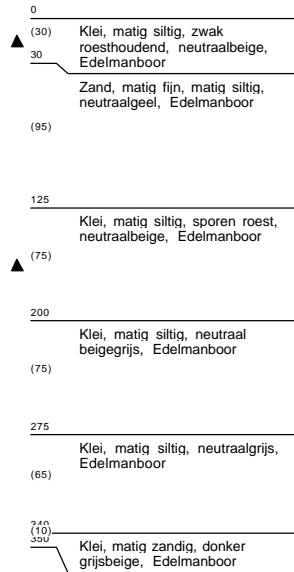 0
(30)
Klei, matig siltig, zwak
roesthoudend, neutraalbeige,
Edelmanboor
30
Zand, matig fijn, matig siltig,
neutraalgeel, Edelmanboor
(95)
125
Klei, matig siltig, sporen roest,
neutraalbeige, Edelmanboor
(75)
200
Klei, matig siltig, neutraal
beigegrijs, Edelmanboor
(75)
275
Klei, matig siltig, neutraalgrijs,
Edelmanboor
(65)
340
(10)
350
Klei, matig zandig, donker
grijsbeige, Edelmanboor